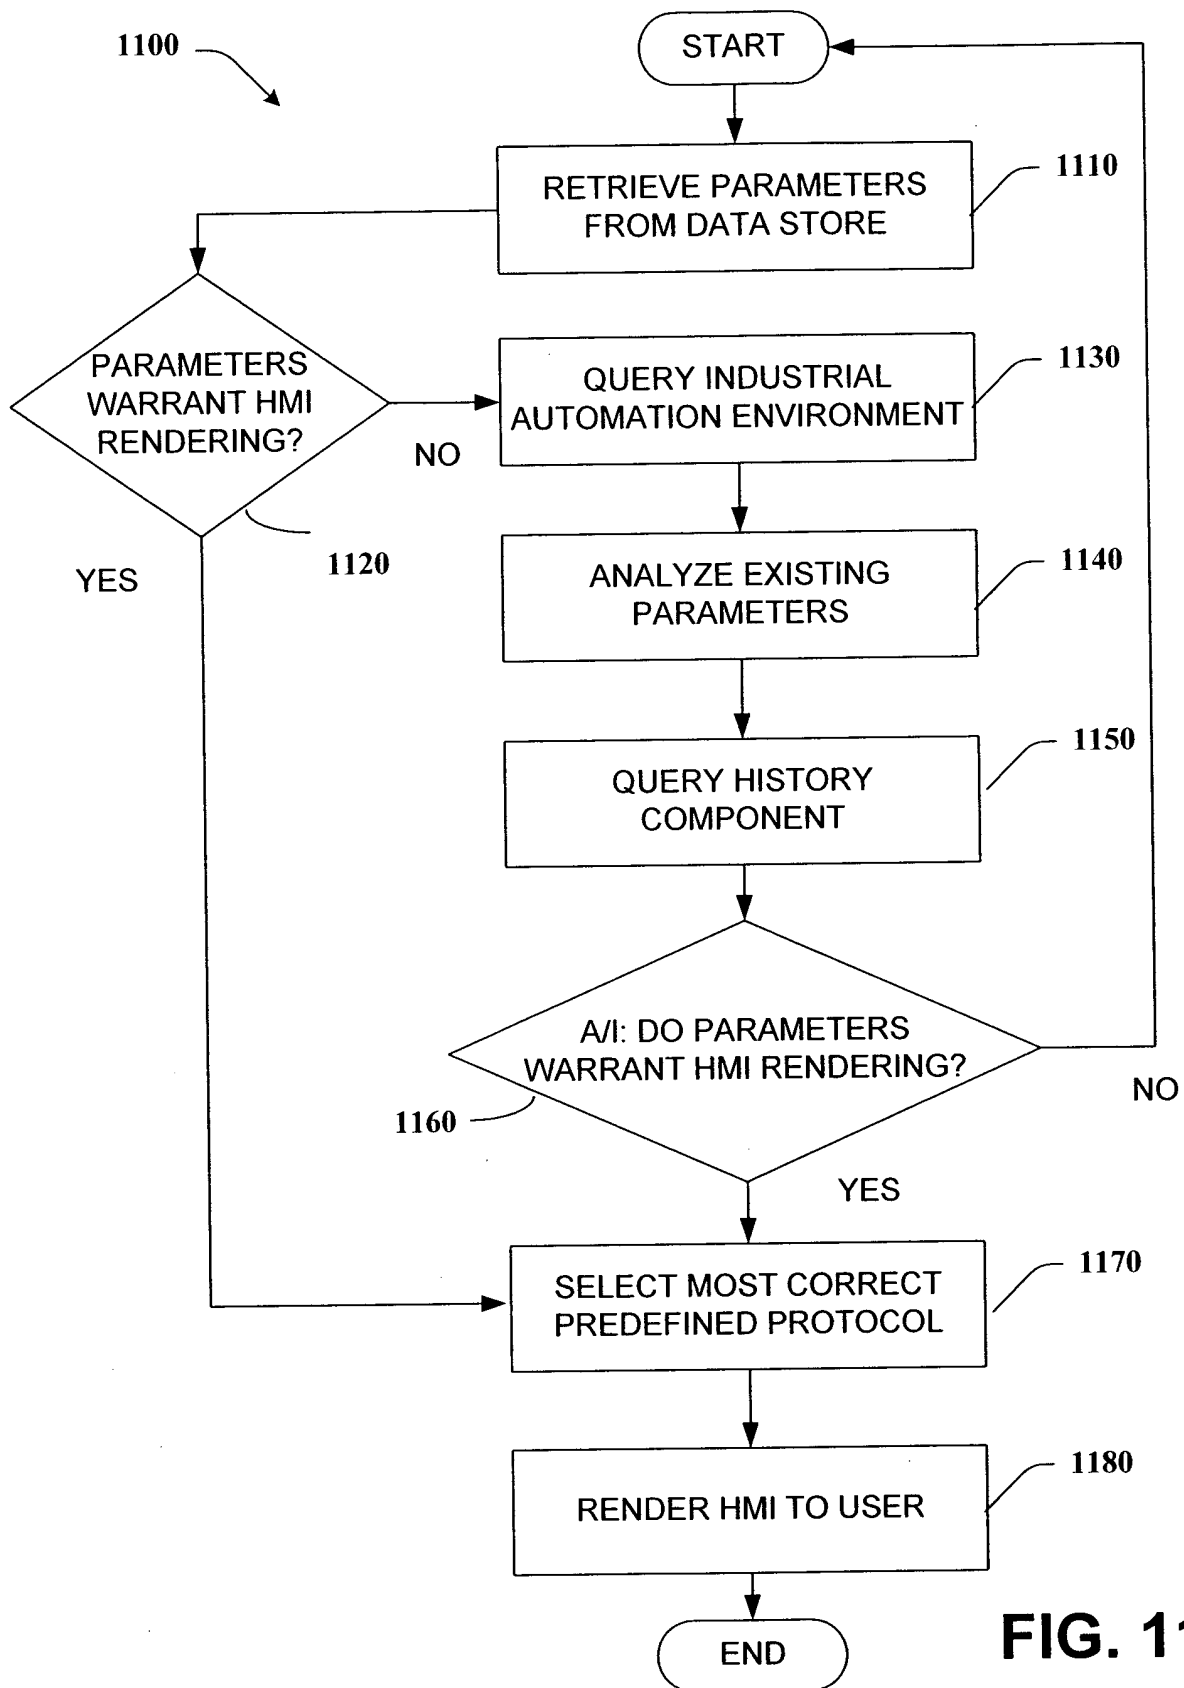 1100
START
RETRIEVE PARAMETERS
FROM DATA STORE
1110
PARAMETERS
WARRANT HMI
RENDERING?
1120
NO
YES
QUERY INDUSTRIAL
AUTOMATION ENVIRONMENT
1130
ANALYZE EXISTING
PARAMETERS
1140
QUERY HISTORY
COMPONENT
1150
A/I: DO PARAMETERS
WARRANT HMI RENDERING?
1160
NO
YES
SELECT MOST CORRECT
PREDEFINED PROTOCOL
1170
RENDER HMI TO USER
1180
END
FIG. 11